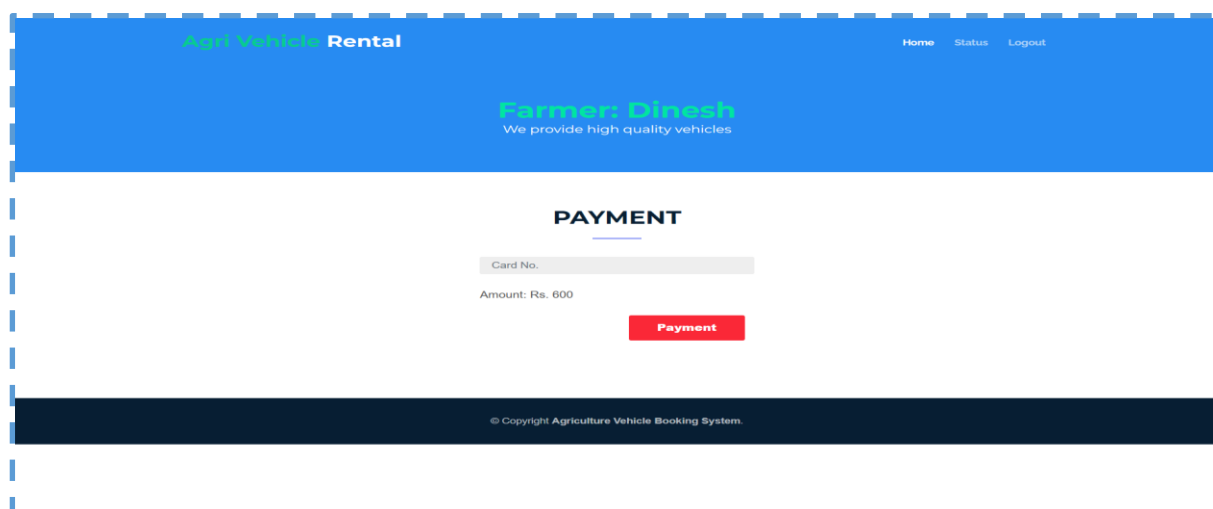 Agri Vehicle Rental
Home Status Logout
Farmer: Dinesh
We provide high quality vehicles
PAYMENT
Card No.
Amount: Rs. 600
Payment
© Copyright Agriculture Vehicle Booking System.